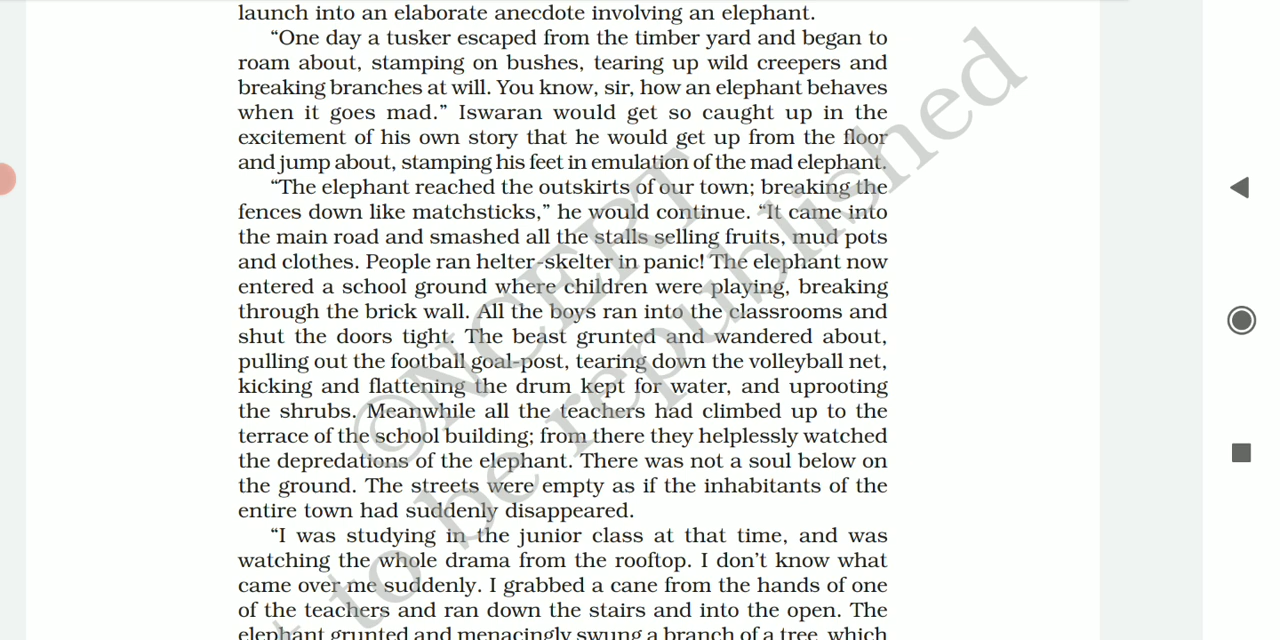 launch into an elaborate anecdote involving an elephant.
“One day a tusker escaped from the timber yard and began to
roam about, stamping on bushes, tearing up wild creepers and
breaking branches at will. You know, sir, how an elephant behaves
when it goes mad.” Iswaran would get so caught up in the
excitement of his own story that he would get up from the floor
and jump about, stamping his feet in emulation of the mad elephant.
“The elephant reached the outskirts of our town; breaking the
fences down like matchsticks,” he would continue. “It came into
the main road and smashed all the stalls selling fruits, mud pots
and clothes. People ran helter-skelter in panic! The elephant now
entered a school ground where children were playing, breaking
through the brick wall. All the boys ran into the classrooms and
shut the doors tight. The beast grunted and wandered about,
pulling out the football goal-post, tearing down the volleyball net,
kicking and flattening the drum kept for water, and uprooting
the shrubs. Meanwhile all the teachers had climbed up to the
terrace of the school building; from there they helplessly watched
the depredations of the elephant. There was not a soul below on
the ground. The streets were empty as if the inhabitants of the
entire town had suddenly disappeared.
“I was studying in the junior class at that time, and was
watching the whole drama from the rooftop. I don’t know what
came over me suddenly. I grabbed a cane from the hands of one
of the teachers and ran down the stairs and into the open. The
elephant grunted and menacingly swung a branch of a tree which
©NCERT
to be republished